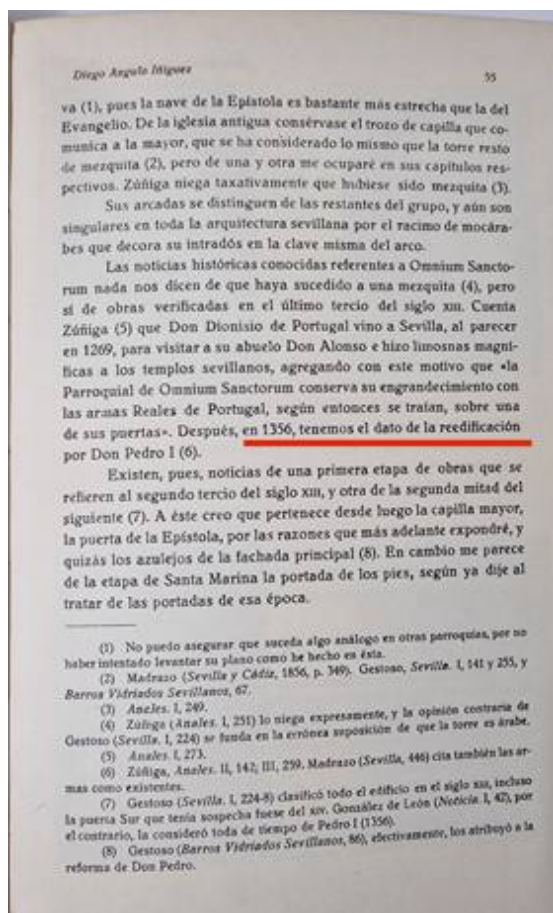 Diego Angulo Iñiguez
55
va (1), pues la nave de la Epístola es bastante más estrecha que la del
Evangelio. De la iglesia antigua consérvase el trozo de capilla que co-
munica a la mayor, que se ha considerado lo mismo que la torre resto
de mezquita (2), pero de una y otra me ocuparé en sus capítulos res-
pectivos. Zúñiga niega taxativamente que hubiese sido mezquita (3).
Sus arcadas se distinguen de las restantes del grupo, y aún son
singulares en toda la arquitectura sevillana por el racimo de mocára-
bes que decora su intradós en la clave misma del arco.
Las noticias históricas conocidas referentes a Omnium Sancto-
rum nada nos dicen de que haya sucedido a una mezquita (4), pero
sí de obras verificadas en el último tercio del siglo XIII. Cuenta
Zúñiga (5) que Don Dionisio de Portugal vino a Sevilla, al parecer
en 1269, para visitar a su abuelo Don Alonso e hizo limosnas magní-
ficas a los templos sevillanos, agregando con este motivo que «la
Parroquial de Omnium Sanctorum conserva su engrandecimiento con
las armas Reales de Portugal, según entonces se traían, sobre una
de sus puertas». Después, en 1356, tenemos el dato de la reedificación
por Don Pedro I (6).
Existen, pues, noticias de una primera etapa de obras que se
refieren al segundo tercio del siglo XIII, y otra de la segunda mitad del
siguiente (7). A éste creo que pertenece desde luego la capilla mayor,
la puerta de la Epístola, por las razones que más adelante expondré, y
quizás los azulejos de la fachada principal (8). En cambio me parece
de la etapa de Santa Marina la portada de los pies, según ya dije al
tratar de las portadas de esa época.
(1) No puedo asegurar que suceda algo análogo en otras parroquias, por no
haber intestado levantar su plano como he hecho en ésta.
(2) Madrazo (Sevilla y Cádiz, 1856, p. 349). Gestoso, Sevilla. I, 141 y 255, y
Barros Vidriados Sevillanos, 67.
(3) Anales. I, 249.
(4) Zúñiga (Anales. I, 251) lo niega expresamente, y la opinión contraria de
Gestoso (Sevilla. I, 224) se funda en la errónea suposición de que la torre es árabe.
(5) Anales I, 273.
(6) Zúñiga, Anales. II, 142; III, 259. Madrazo (Sevilla, 446) cita también las ar-
mas como existentes.
(7) Gestoso (Sevilla. I, 224-8) clasificó todo el edificio en el siglo XIII, incluso
la puerta Sur que tenía sospecha fuese del XIV. González de León (Noticia I, 42), por
el contrario, la consideró toda de tiempo de Pedro I (1356).
(8) Gestoso (Barros Vidriados Sevillanos, 86), efectivamente, los atribuyó a la
reforma de Don Pedro.